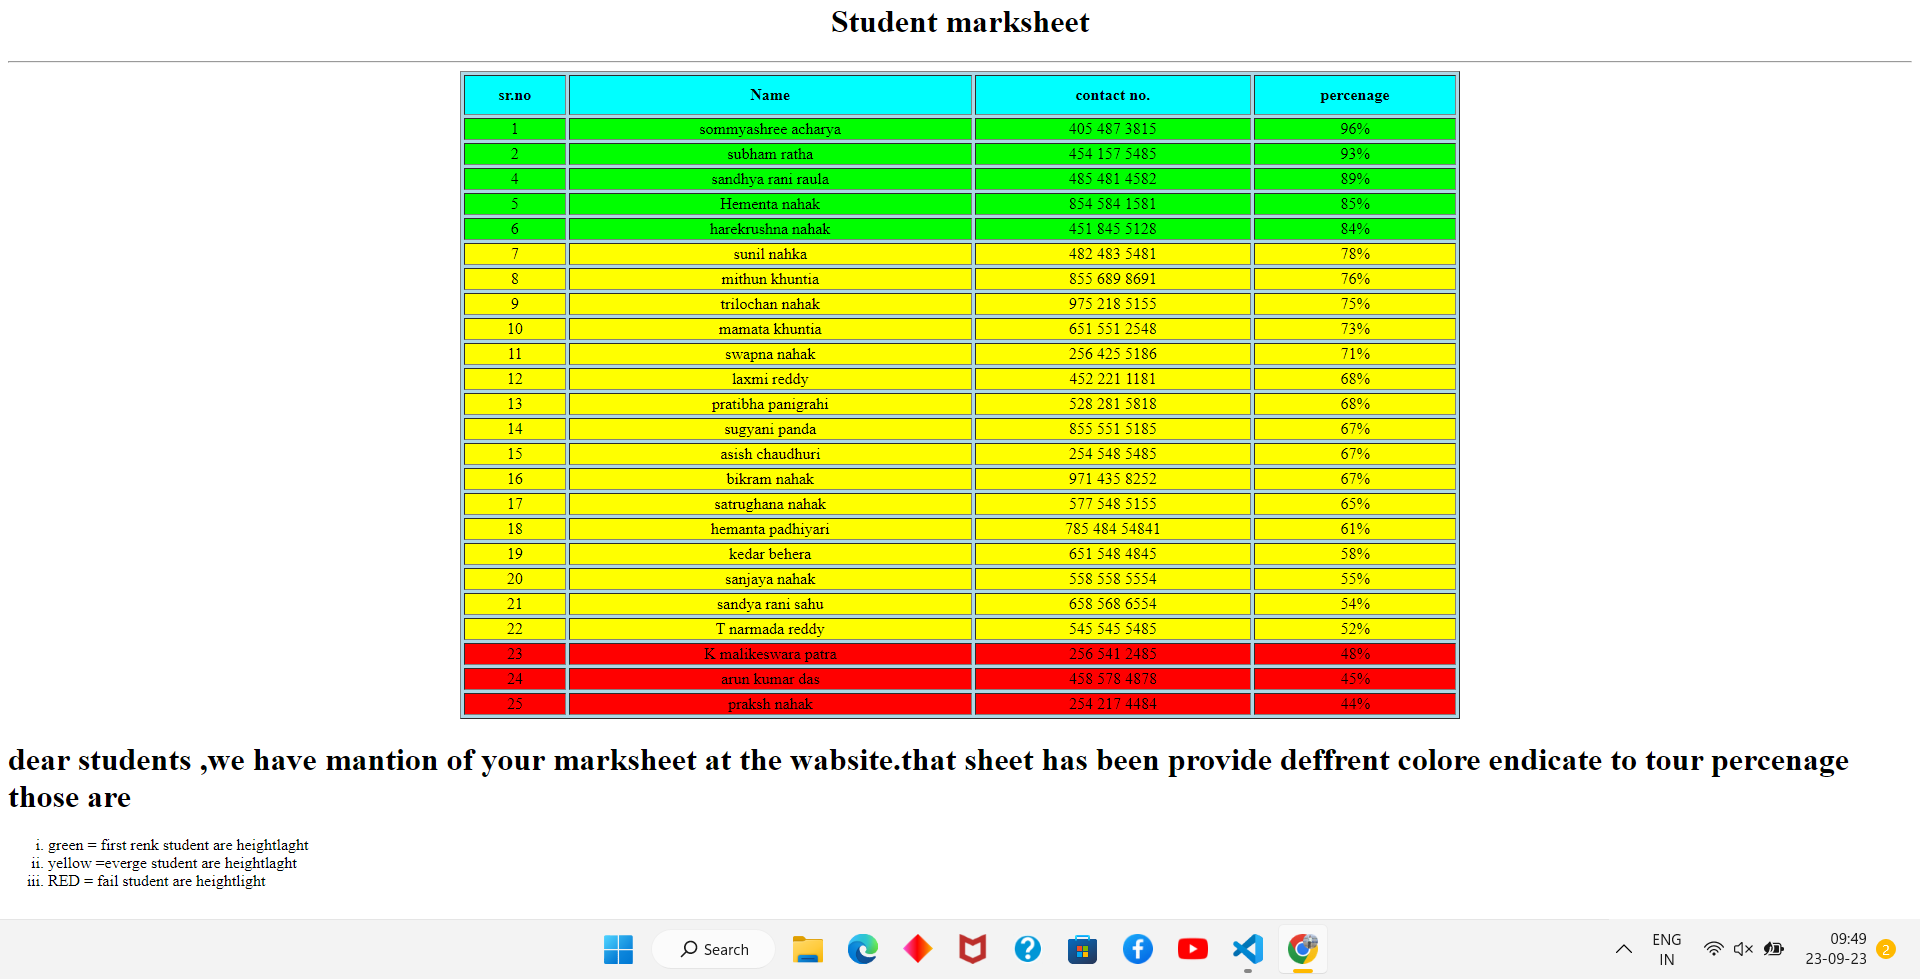 Student marksheet
sr.no Name contact no. percenage
1 sommyashree acharya 405 487 3815 96%
2 subham ratha 454 157 5485 93%
4 sandhya rani raula 485 481 4582 89%
5 Hementa nahak 854 584 1581 85%
6 harekrushna nahak 451 845 5128 84%
7 sunil nahka 482 483 5481 78%
8 mithun khuntia 855 689 8691 76%
9 trilochan nahak 975 218 5155 75%
10 mamata khuntia 651 551 2548 73%
11 swapna nahak 256 425 5186 71%
12 laxmi reddy 452 221 1181 68%
13 pratibha panigrahi 528 281 5818 68%
14 sugyani panda 855 551 5185 67%
15 asish chaudhuri 254 548 5485 67%
16 bikram nahak 971 435 8252 67%
17 satrughana nahak 577 548 5155 65%
18 hemanta padhiyari 785 484 54841 61%
19 kedar behera 651 548 4845 58%
20 sanjaya nahak 558 558 5554 55%
21 sandya rani sahu 658 568 6554 54%
22 T narmada reddy 545 545 5485 52%
23 K malikeswara patra 256 541 2485 48%
24 arun kumar das 458 578 4878 45%
25 praksh nahak 254 217 4484 44%
dear students ,we have mantion of your marksheet at the wabsite.that sheet has been provide deffrent colore endicate to tour percenage
those are
i. green = first renk student are heightlaght
ii. yellow =everge student are heightlaght
iii. RED = fail student are heightlight
Search
ENG
IN
09:49
23-09-23
2